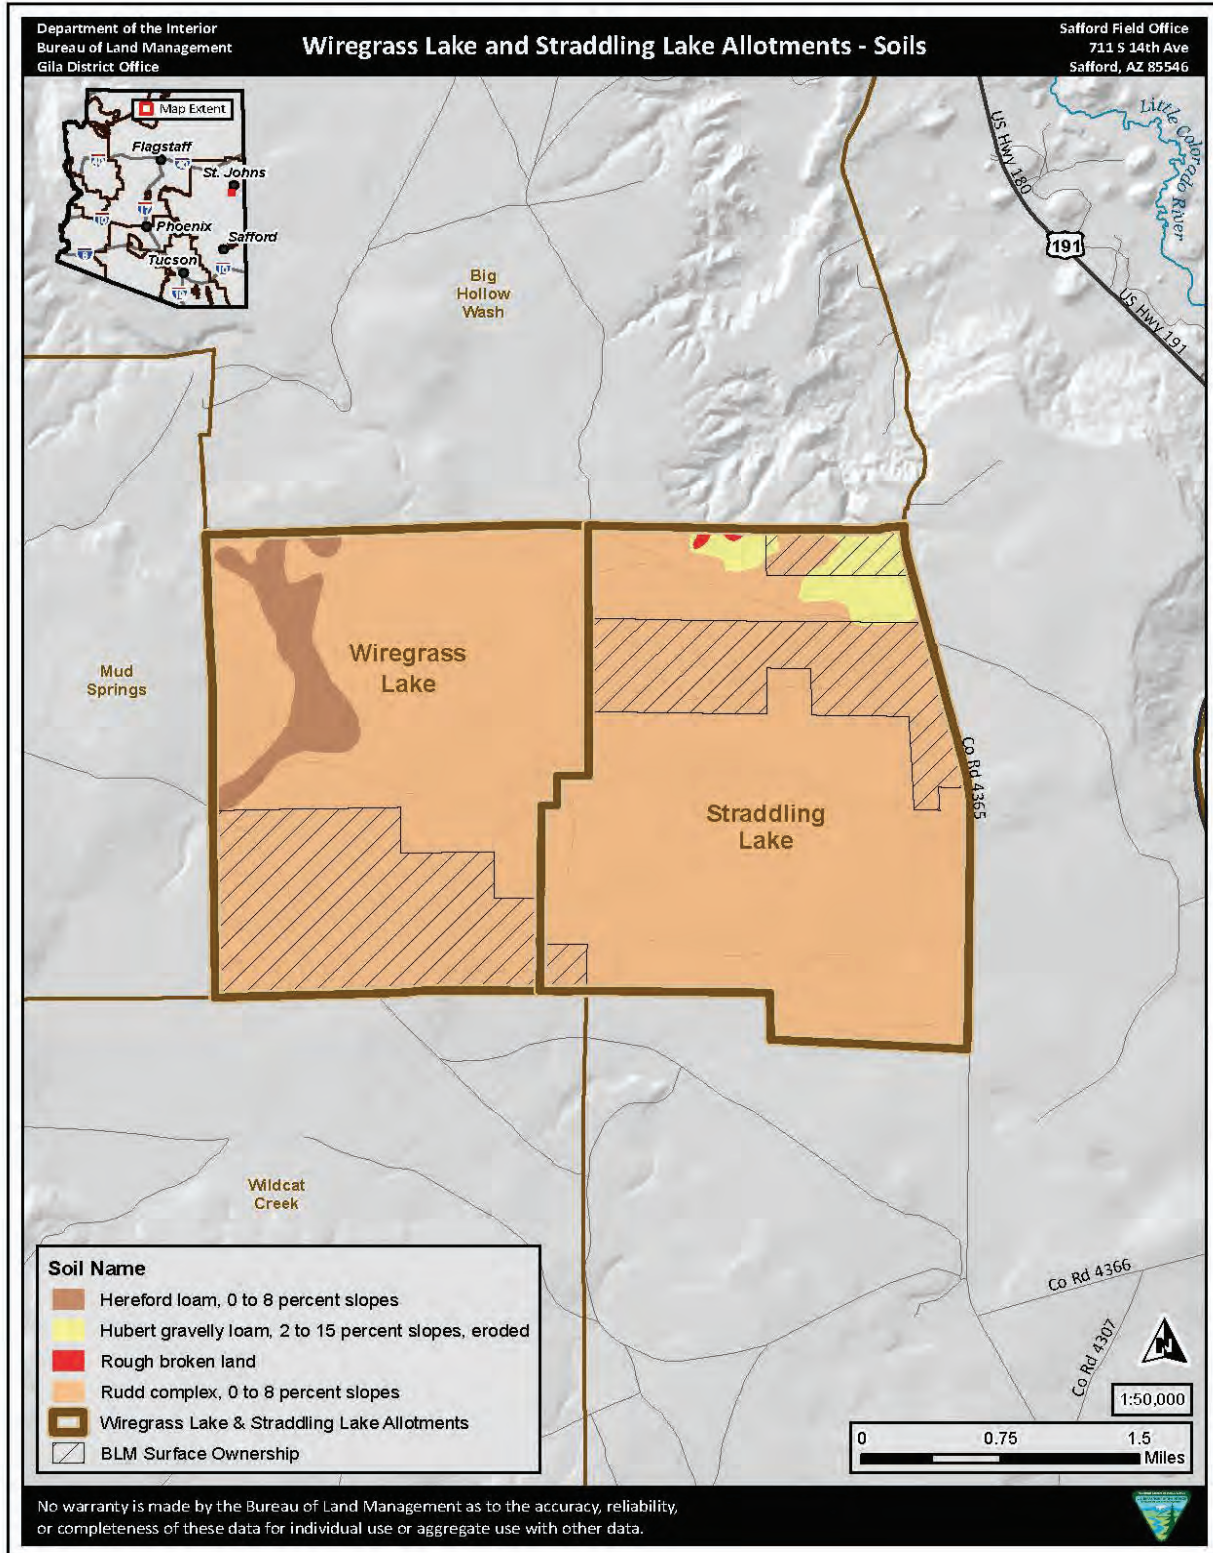 Department of the Interior
Bureau of Land Management
Gila District Office
Wiregrass Lake and Straddling Lake Allotments - Soils
Safford Field Office
711 S 14th Ave
Safford, AZ 85546
Map Extent
Flagstaff
40
40
St. Johns
17
10
Phoenix
Safford
8
Tucson
10
19
Little Colorado River
US Hwy 180
191
US Hwy 191
Big
Hollow
Wash
Mud
Springs
Wiregrass
Lake
Co Rd 4365
Straddling
Lake
Wildcat
Creek
Co Rd 4366
Co Rd 4307
Soil Name
Hereford loam, 0 to 8 percent slopes
Hubert gravelly loam, 2 to 15 percent slopes, eroded
Rough broken land
Rudd complex, 0 to 8 percent slopes
Wiregrass Lake & Straddling Lake Allotments
BLM Surface Ownership
N
1:50,000
0 0.75 1.5
Miles
No warranty is made by the Bureau of Land Management as to the accuracy, reliability,
or completeness of these data for individual use or aggregate use with other data.